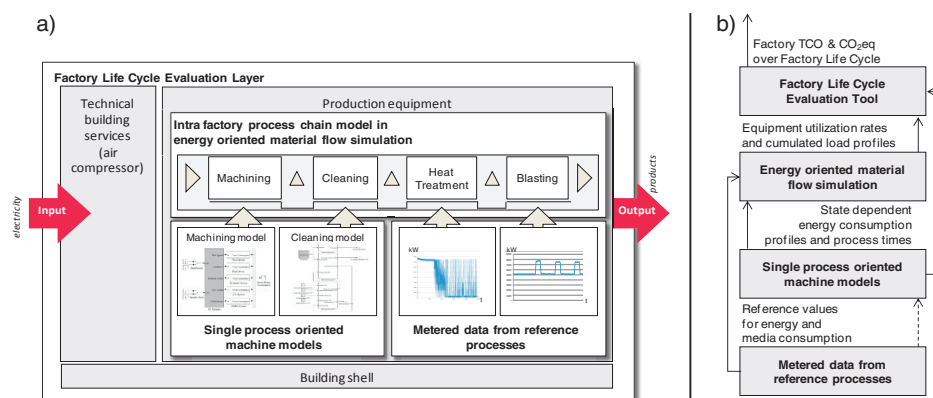 a)
Factory Life Cycle Evaluation Layer
Technical
building
services
(air
compressor)
Production equipment
Intra factory process chain model in
energy oriented material flow simulation
Machining
Cleaning
Heat
Treatment
Blasting
electricity
Input
Output
products
Machining model
Cleaning model
kW
t
kW
t
Single process oriented
machine models
Metered data from reference
processes
Building shell
b)
Factory TCO & CO2eq
over Factory Life Cycle
Factory Life Cycle
Evaluation Tool
Equipment utilization rates
and cumulated load profiles
Energy oriented material
flow simulation
State dependent
energy consumption
profiles and process times
Single process oriented
machine models
Reference values
for energy and
media consumption
Metered data from
reference processes